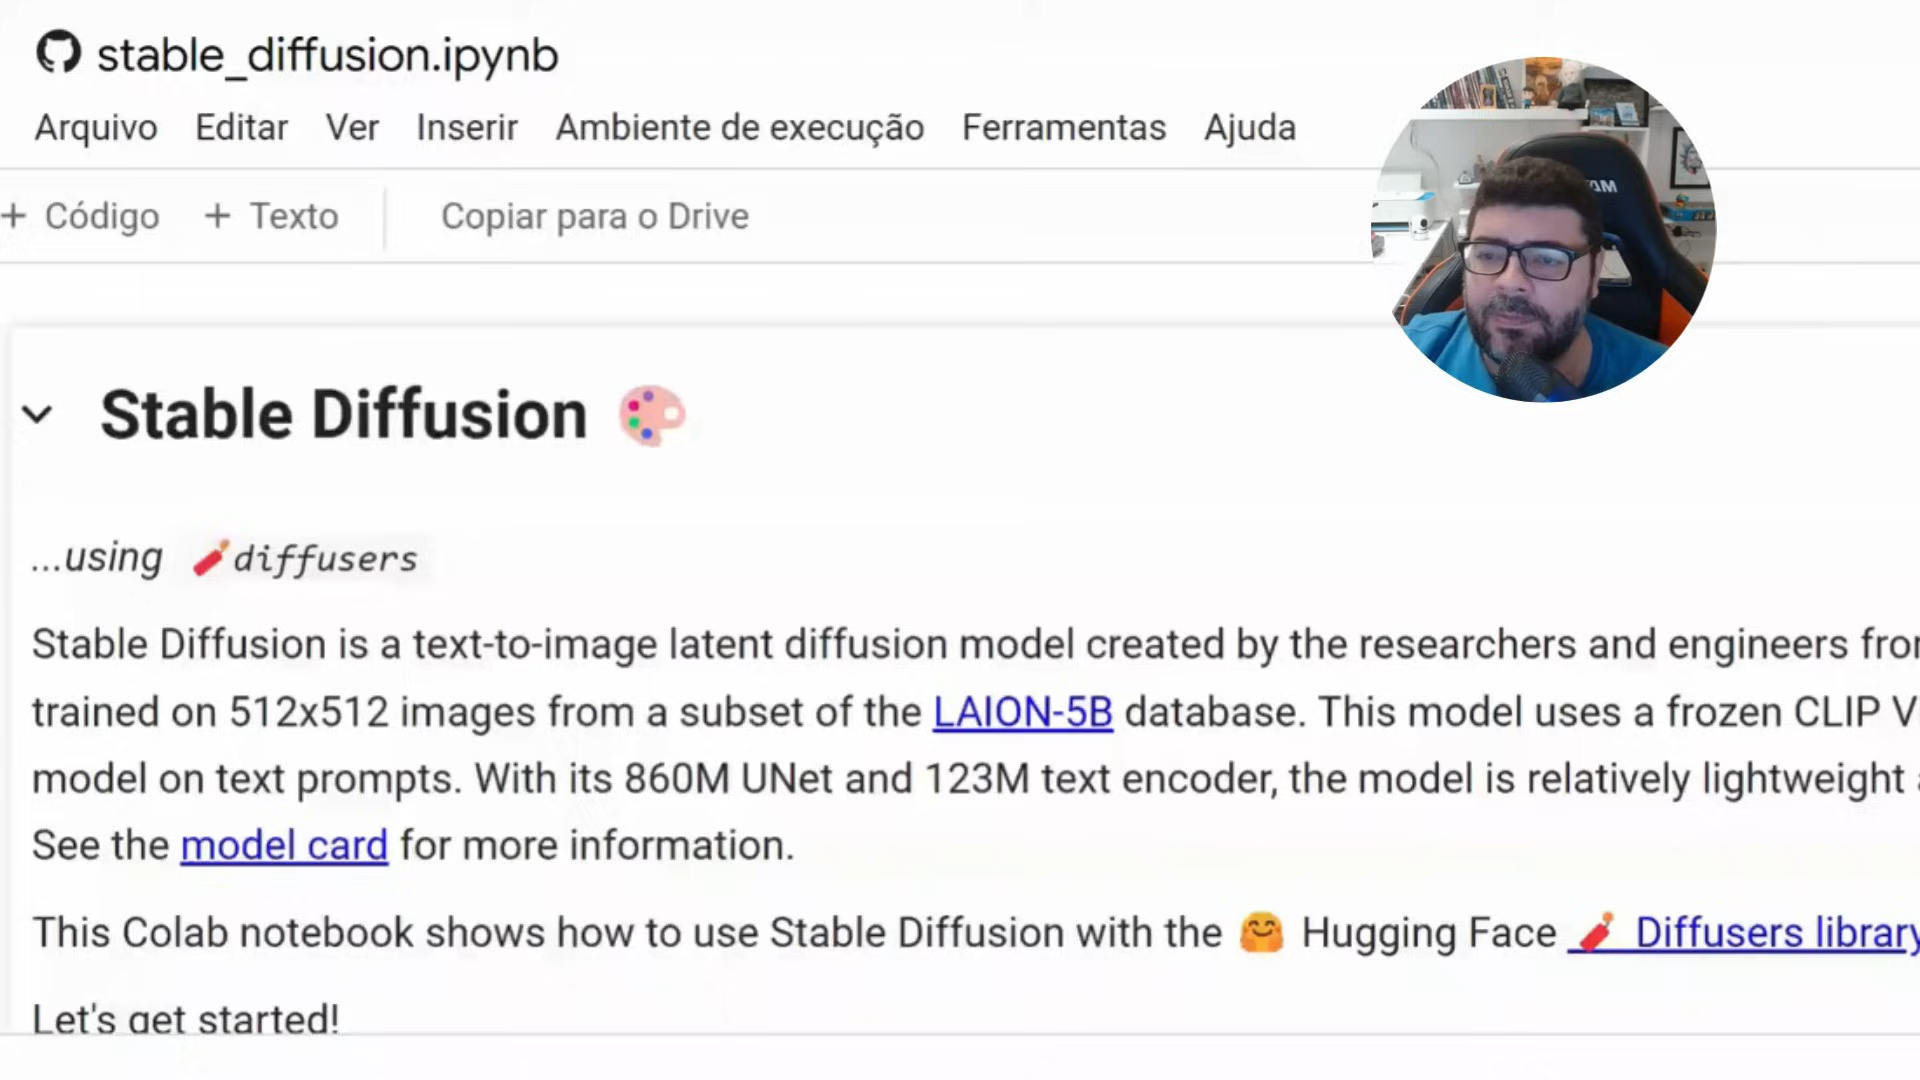 stable_diffusion.ipynb
Arquivo Editar Ver Inserir Ambiente de execução Ferramentas Ajuda
+ Código + Texto Copiar para o Drive
Stable Diffusion 🎨
...using 🧨diffusers
Stable Diffusion is a text-to-image latent diffusion model created by the researchers and engineers
trained on 512x512 images from a subset of the LAION-5B database. This model uses a frozen CLIP
model on text prompts. With its 860M UNet and 123M text encoder, the model is relatively lightweight
See the model card for more information.
This Colab notebook shows how to use Stable Diffusion with the 🤗 Hugging Face 🧨 Diffusers library
Let's get started!